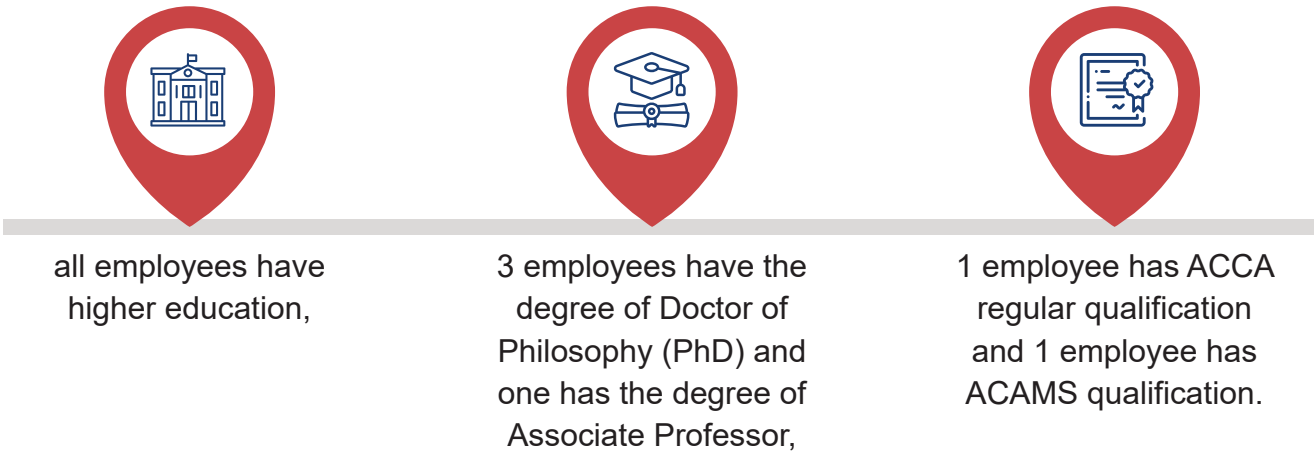 all employees have
higher education,
3 employees have the
degree of Doctor of
Philosophy (PhD) and
one has the degree of
Associate Professor,
1 employee has ACCA
regular qualification
and 1 employee has
ACAMS qualification.